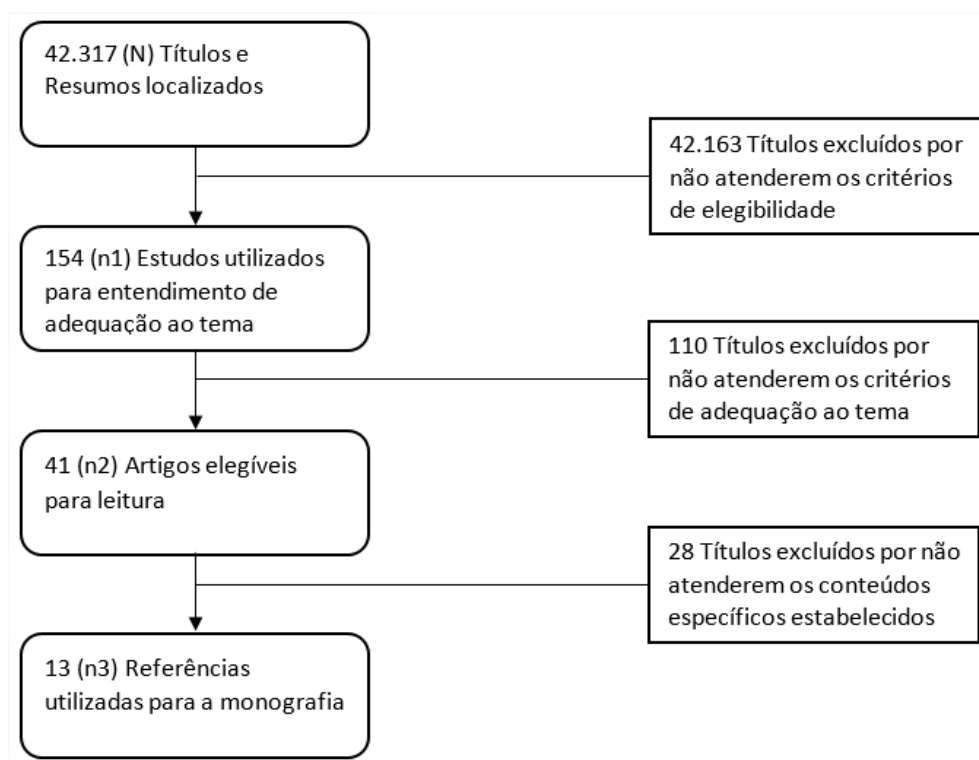 42.317 (N) Títulos e
Resumos localizados
42.163 Títulos excluídos por
não atenderem os critérios
de elegibilidade
154 (n1) Estudos utilizados
para entendimento de
adequação ao tema
110 Títulos excluídos por
não atenderem os critérios
de adequação ao tema
41 (n2) Artigos elegíveis
para leitura
28 Títulos excluídos por não
atenderem os conteúdos
específicos estabelecidos
13 (n3) Referências
utilizadas para a monografia